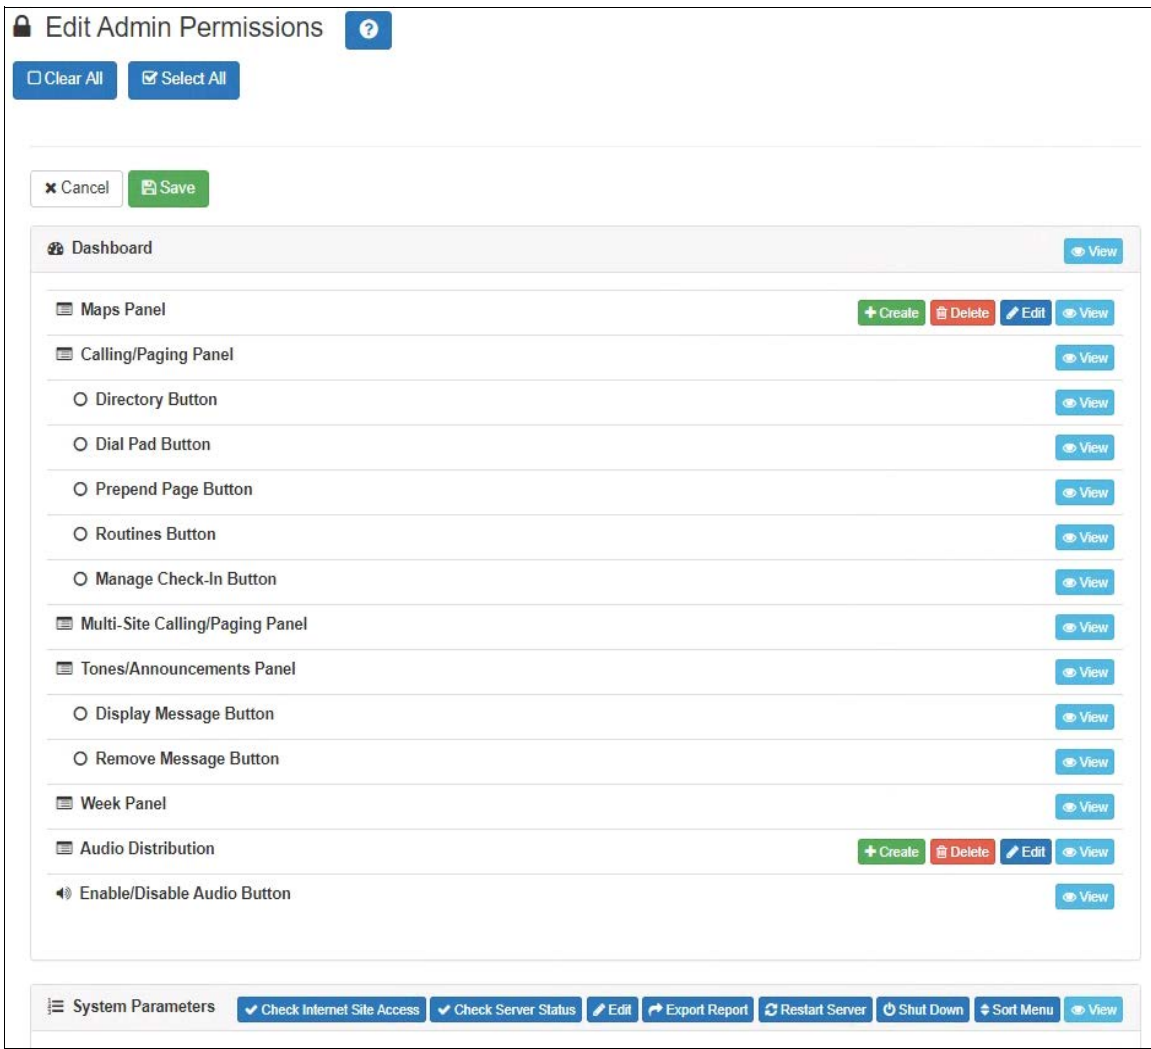 Edit Admin Permissions
Clear All Select All
Cancel Save
Dashboard View
Maps Panel Create Delete Edit View
Calling/Paging Panel View
Directory Button View
Dial Pad Button View
Prepend Page Button View
Routines Button View
Manage Check-In Button View
Multi-Site Calling/Paging Panel View
Tones/Announcements Panel View
Display Message Button View
Remove Message Button View
Week Panel View
Audio Distribution Create Delete Edit View
Enable/Disable Audio Button View
System Parameters Check Internet Site Access Check Server Status Edit Export Report Restart Server Shut Down Sort Menu View